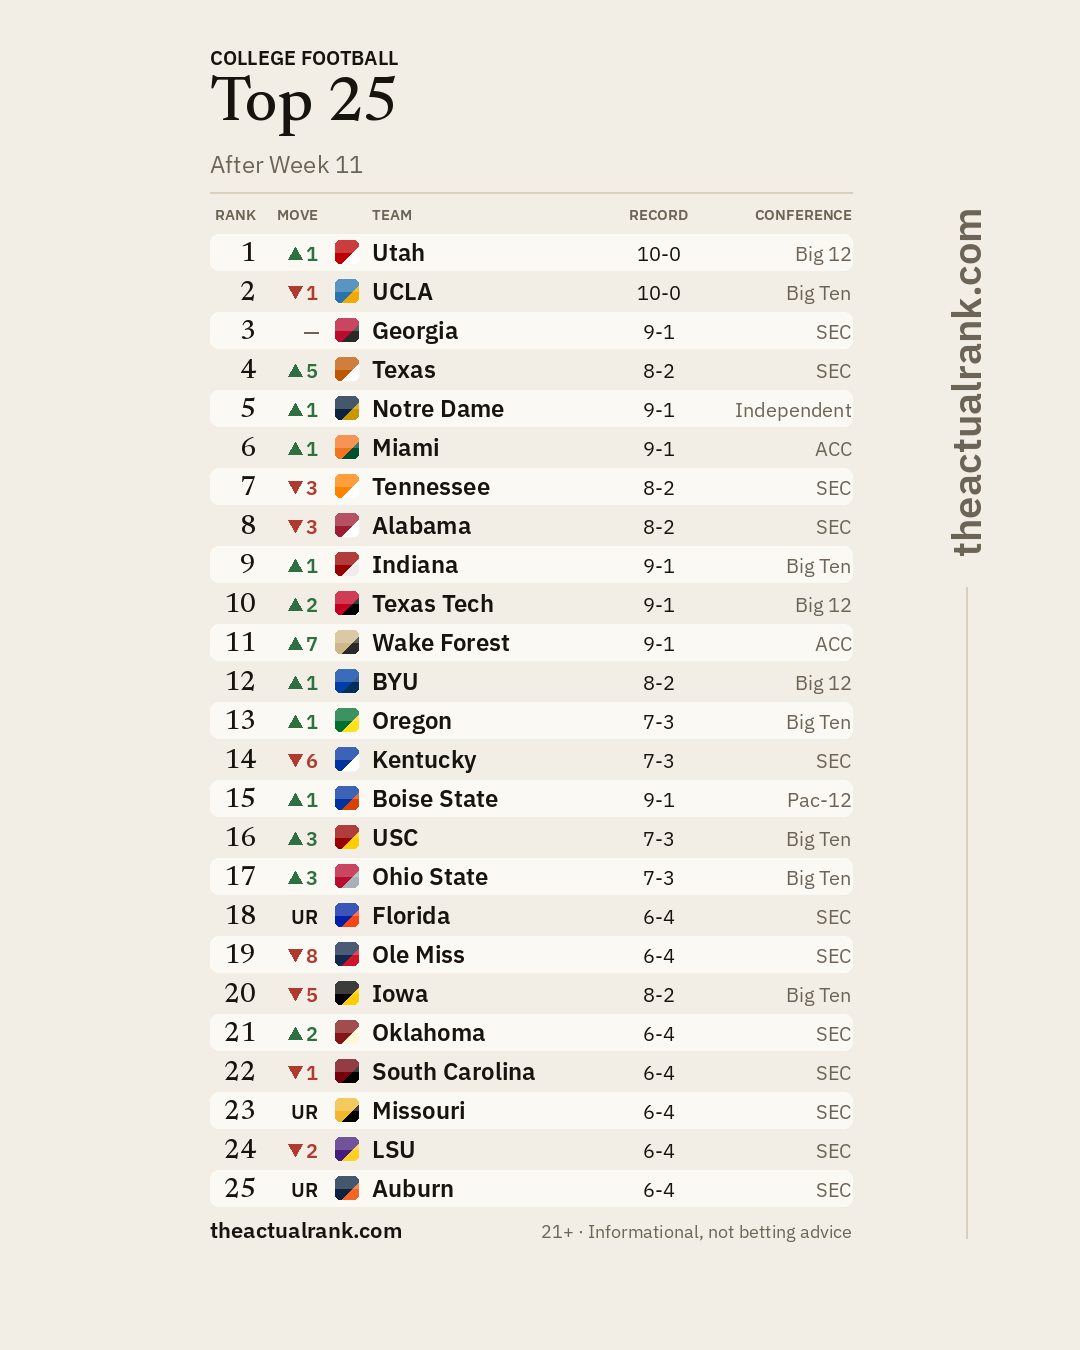 COLLEGE FOOTBALL
Top 25
After Week 11
RANK MOVE TEAM RECORD CONFERENCE
1 ▲1 Utah 10-0 Big 12
2 ▼1 UCLA 10-0 Big Ten
3 — Georgia 9-1 SEC
4 ▲5 Texas 8-2 SEC
5 ▲1 Notre Dame 9-1 Independent
6 ▲1 Miami 9-1 ACC
7 ▼3 Tennessee 8-2 SEC
8 ▼3 Alabama 8-2 SEC
9 ▲1 Indiana 9-1 Big Ten
10 ▲2 Texas Tech 9-1 Big 12
11 ▲7 Wake Forest 9-1 ACC
12 ▲1 BYU 8-2 Big 12
13 ▲1 Oregon 7-3 Big Ten
14 ▼6 Kentucky 7-3 SEC
15 ▲1 Boise State 9-1 Pac-12
16 ▲3 USC 7-3 Big Ten
17 ▲3 Ohio State 7-3 Big Ten
18 UR Florida 6-4 SEC
19 ▼8 Ole Miss 6-4 SEC
20 ▼5 Iowa 8-2 Big Ten
21 ▲2 Oklahoma 6-4 SEC
22 ▼1 South Carolina 6-4 SEC
23 UR Missouri 6-4 SEC
24 ▼2 LSU 6-4 SEC
25 UR Auburn 6-4 SEC
theactualrank.com 21+ · Informational, not betting advice
theactualrank.com